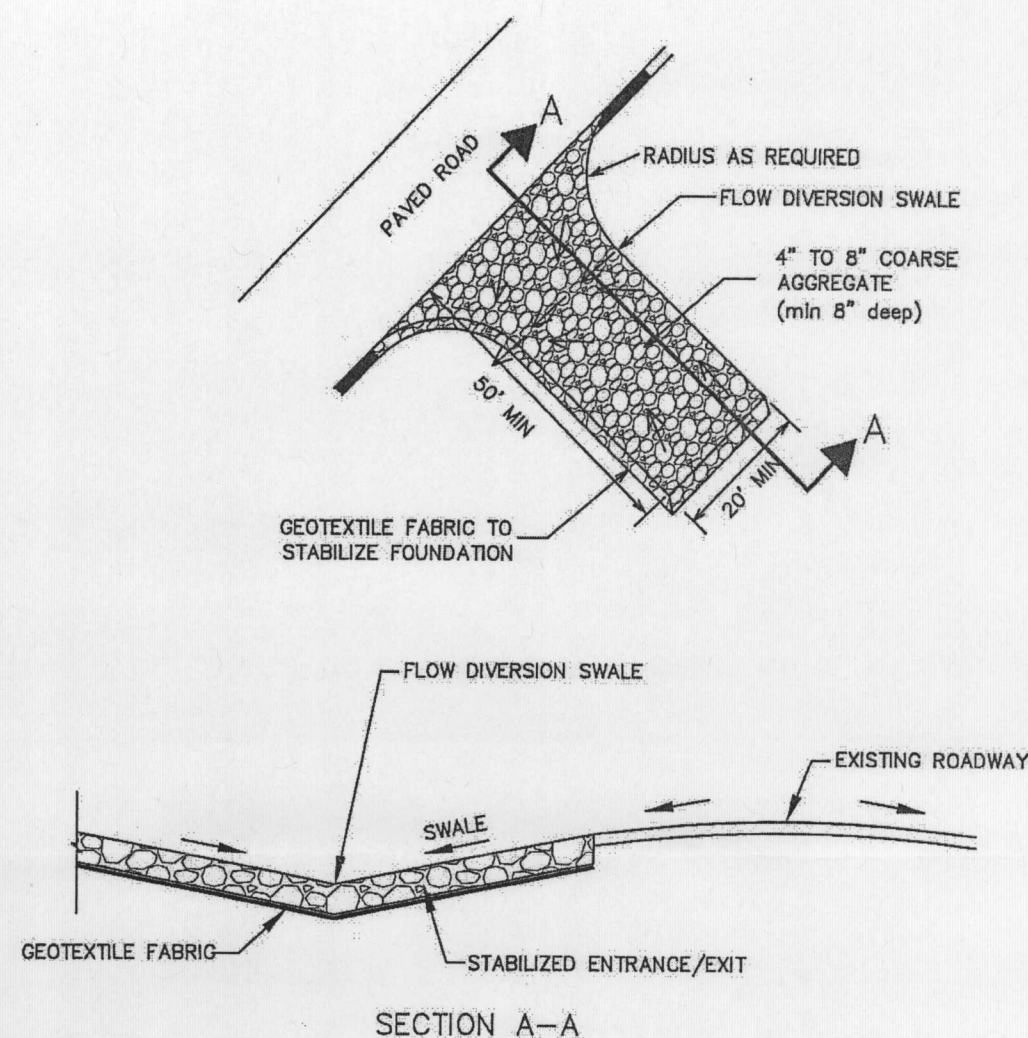 A
PAVED ROAD
RADIUS AS REQUIRED
FLOW DIVERSION SWALE
4" TO 8" COARSE
AGGREGATE
(min 8" deep)
50' MIN
A
20' MIN
GEOTEXTILE FABRIC TO
STABILIZE FOUNDATION
FLOW DIVERSION SWALE
EXISTING ROADWAY
SWALE
GEOTEXTILE FABRIC
STABILIZED ENTRANCE/EXIT
SECTION A-A